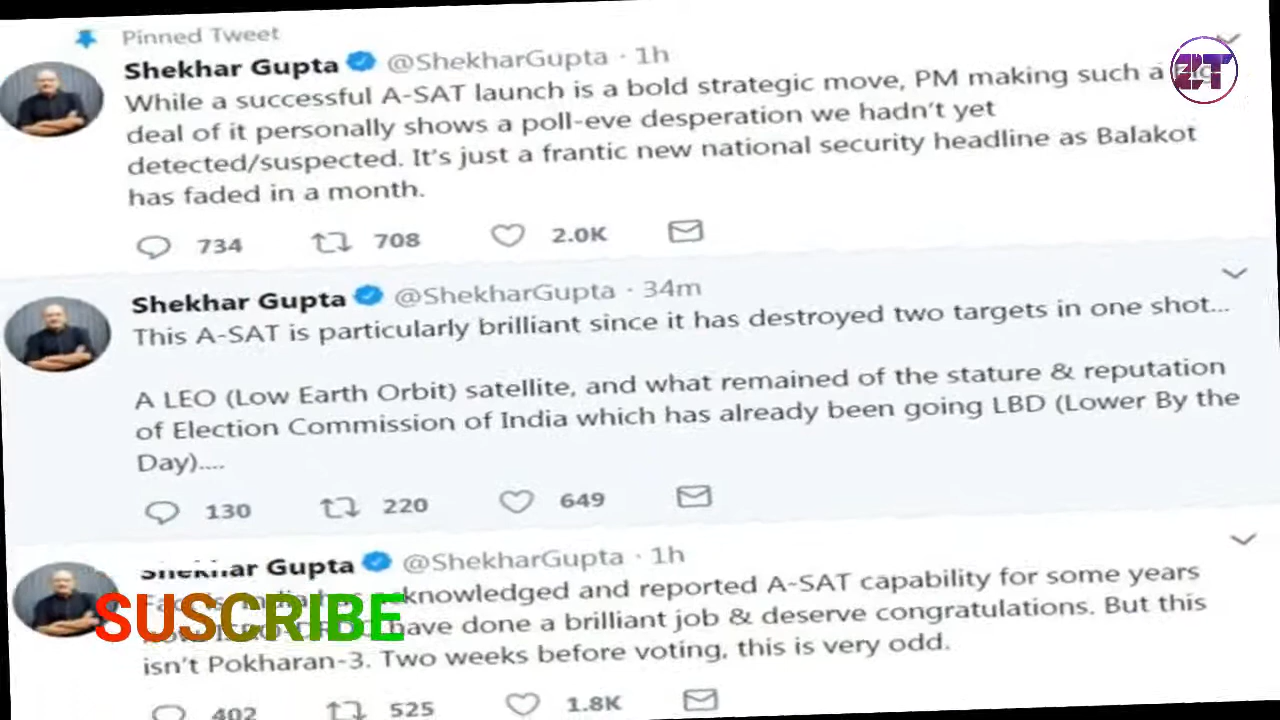 Pinned Tweet
Shekhar Gupta @ShekharGupta · 1h
While a successful A-SAT launch is a bold strategic move, PM making such a
deal of it personally shows a poll-eve desperation we hadn't yet
detected/suspected. It's just a frantic new national security headline as Balakot
has faded in a month.
734 708 2.0K
Shekhar Gupta @ShekharGupta · 34m
This A-SAT is particularly brilliant since it has destroyed two targets in one shot...
A LEO (Low Earth Orbit) satellite, and what remained of the stature & reputation
of Election Commission of India which has already been going LBD (Lower By the
Day)....
130 220 649
Shekhar Gupta @ShekharGupta · 1h
knowledged and reported A-SAT capability for some years
have done a brilliant job & deserve congratulations. But this
isn't Pokharan-3. Two weeks before voting, this is very odd.
402 525 1.8K
SUSCRIBE